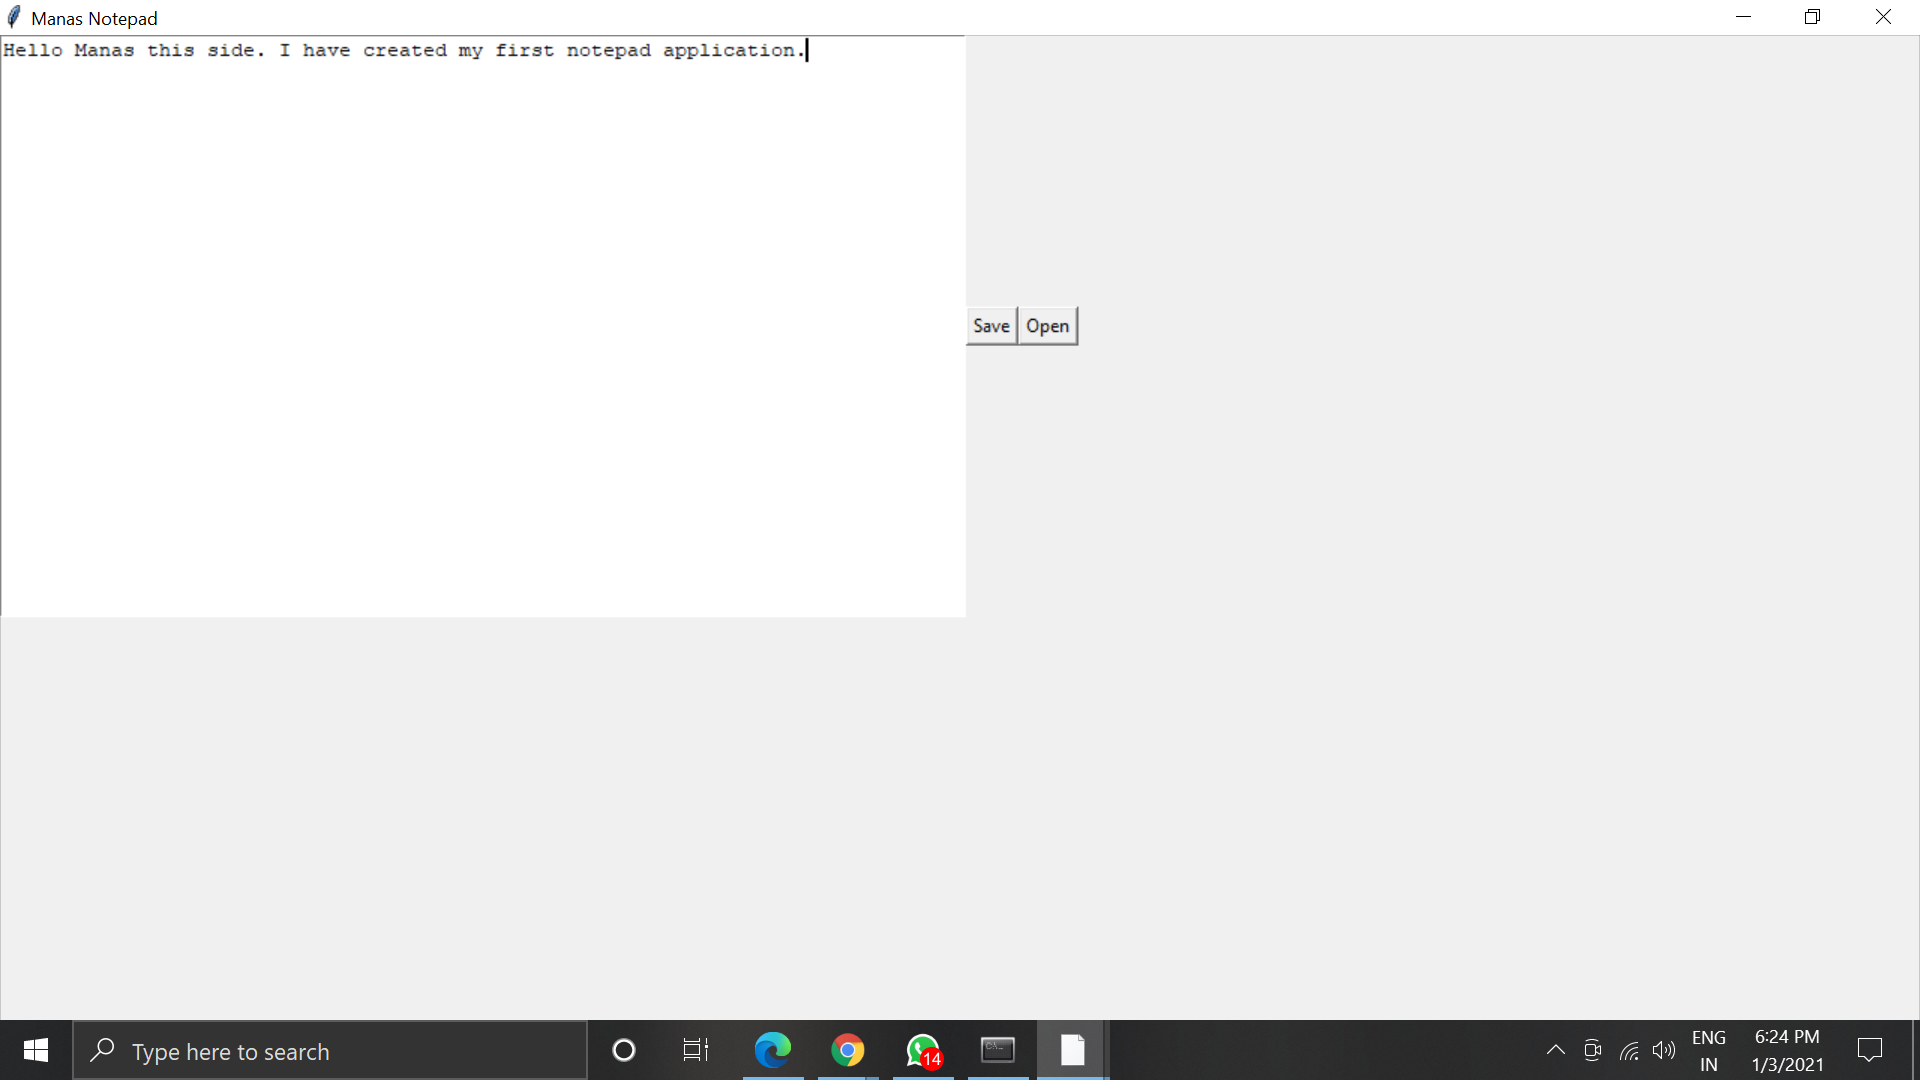 Manas Notepad
Hello Manas this side. I have created my first notepad application.
Save Open
Type here to search
14
ENG
IN
6:24 PM
1/3/2021